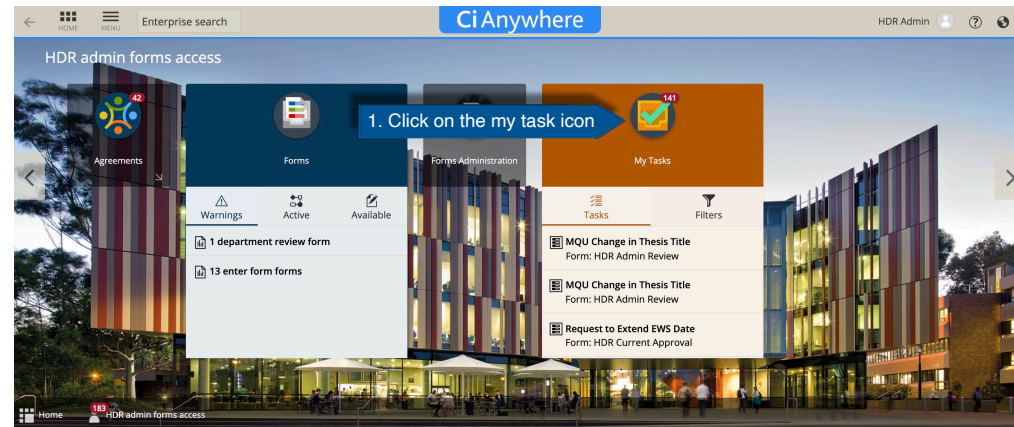 HOME
MENU
Enterprise search
Ci Anywhere
HDR Admin
?
HDR admin forms access
42
Agreements
Forms
Forms Administration
1. Click on the my task icon
141
My Tasks
Warnings
Active
Available
1 department review form
13 enter form forms
Tasks
Filters
MQU Change in Thesis Title
Form: HDR Admin Review
MQU Change in Thesis Title
Form: HDR Admin Review
Request to Extend EWS Date
Form: HDR Current Approval
Home
183
HDR admin forms access